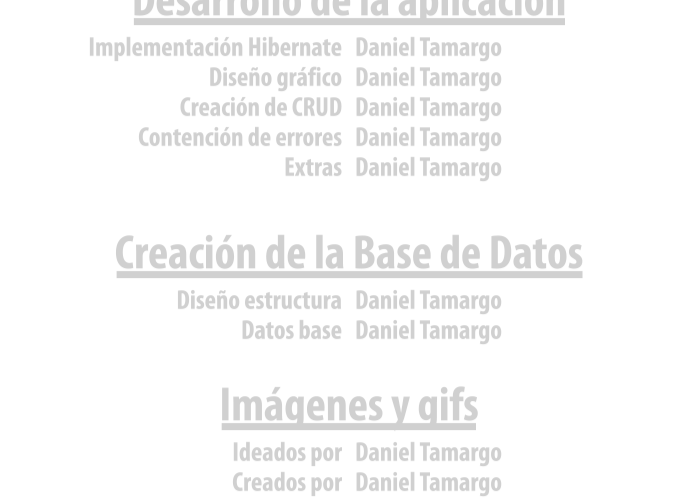 Desarrollo de la aplicación
Implementación Hibernate Daniel Tamargo
Diseño gráfico Daniel Tamargo
Creación de CRUD Daniel Tamargo
Contención de errores Daniel Tamargo
Extras Daniel Tamargo
Creación de la Base de Datos
Diseño estructura Daniel Tamargo
Datos base Daniel Tamargo
Imágenes y gifs
Ideados por Daniel Tamargo
Creados por Daniel Tamargo